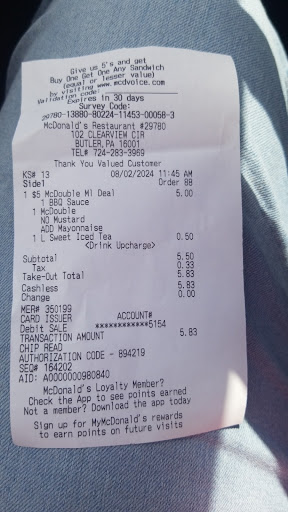 Give us 5's and get
Buy One Get One Any Sandwich
(equal or lesser value)
by visiting www.mcdvoice.com
Validation code:
Expires in 30 days
Survey Code:
29780-13880-80224-11453-00058-3
McDonald's Restaurant #29780
102 CLEARVIEW CIR
BUTLER,PA 16001
TEL# 724-283-3969
Thank You Valued Customer
KS# 13 08/02/2024 11:45 AM
Side1 Order 88
1 $5 McDouble Ml Deal 5.00
1 BBQ Sauce
1 McDouble
NO Mustard
ADD Mayonnaise
1 L Sweet Iced Tea 0.50
<Drink Upcharge>
Subtotal 5.50
Tax 0.33
Take-Out Total 5.83
Cashless 5.83
Change 0.00
MER# 350199
CARD ISSUER ACCOUNT#
Debit SALE ************5154
TRANSACTION AMOUNT 5.83
CHIP READ
AUTHORIZATION CODE - 894219
SEQ# 164202
AID: A0000000980840
McDonald's Loyalty Member?
Check the App to see points earned
Not a member? Download the app today
Sign up for MyMcDonald's rewards
to earn points on future visits